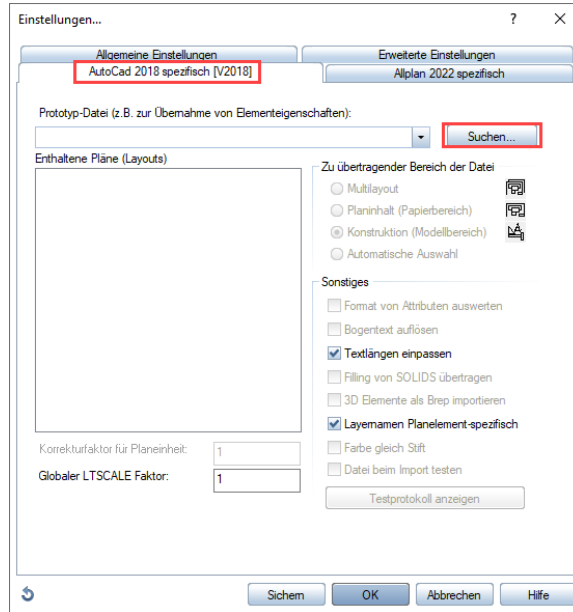 Einstellungen...
?
Allgemeine Einstellungen
Erweiterte Einstellungen
AutoCad 2018 spezifisch [V2018]
Allplan 2022 spezifisch
Prototyp-Datei (z.B. zur Übernahme von Elementeigenschaften):
Suchen...
Enthaltene Pläne (Layouts)
Zu übertragender Bereich der Datei
Multilayout
Planinhalt (Papierbereich)
Konstruktion (Modellbereich)
Automatische Auswahl
Sonstiges
Format von Attributen auswerten
Bogentext auflösen
Textlängen einpassen
Filling von SOLIDS übertragen
3D Elemente als Brep importieren
Layernamen Planelement-spezifisch
Farbe gleich Stift
Datei beim Import testen
Testprotokoll anzeigen
Korrekturfaktor für Planeinheit:
1
Globaler LTSCALE Faktor:
1
Sichern
OK
Abbrechen
Hilfe